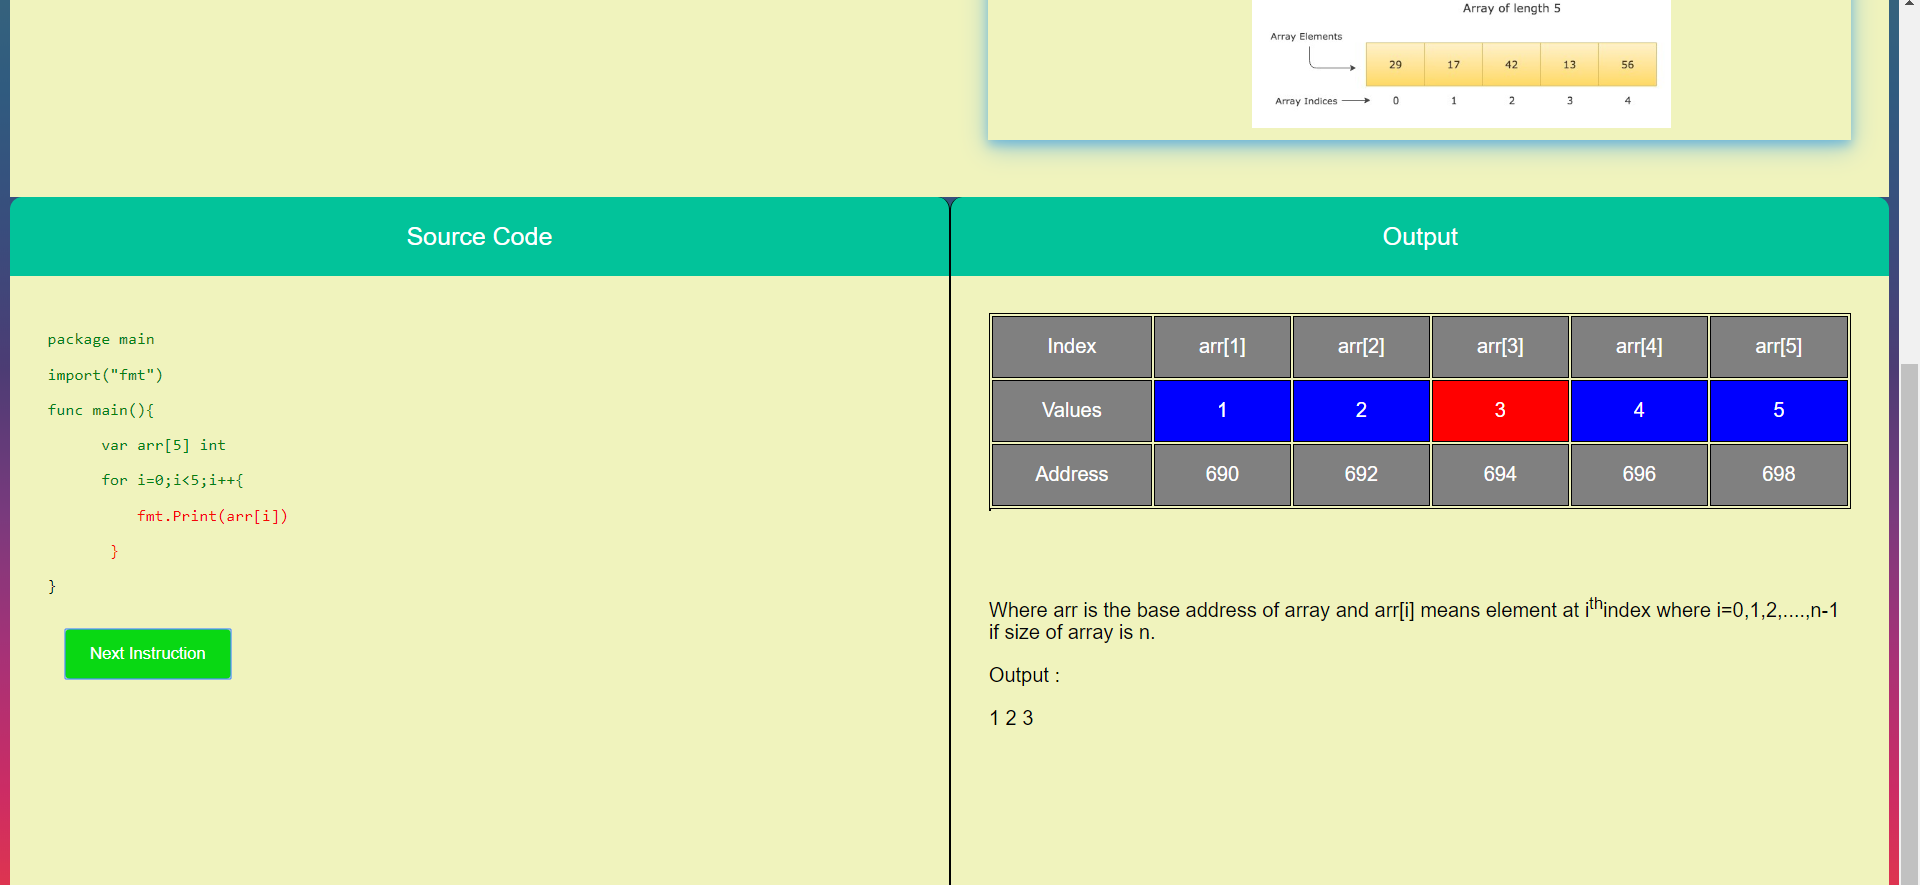 Array of length 5
Array Elements
29 17 42 13 56
Array Indices 0 1 2 3 4
Source Code
package main
import("fmt")
func main(){
var arr[5] int
for i=0;i<5;i++{
fmt.Print(arr[i])
}
}
Next Instruction
Output
Index arr[1] arr[2] arr[3] arr[4] arr[5]
Values 1 2 3 4 5
Address 690 692 694 696 698
Where arr is the base address of array and arr[i] means element at ith index where i=0,1,2,....,n-1
if size of array is n.
Output :
1 2 3